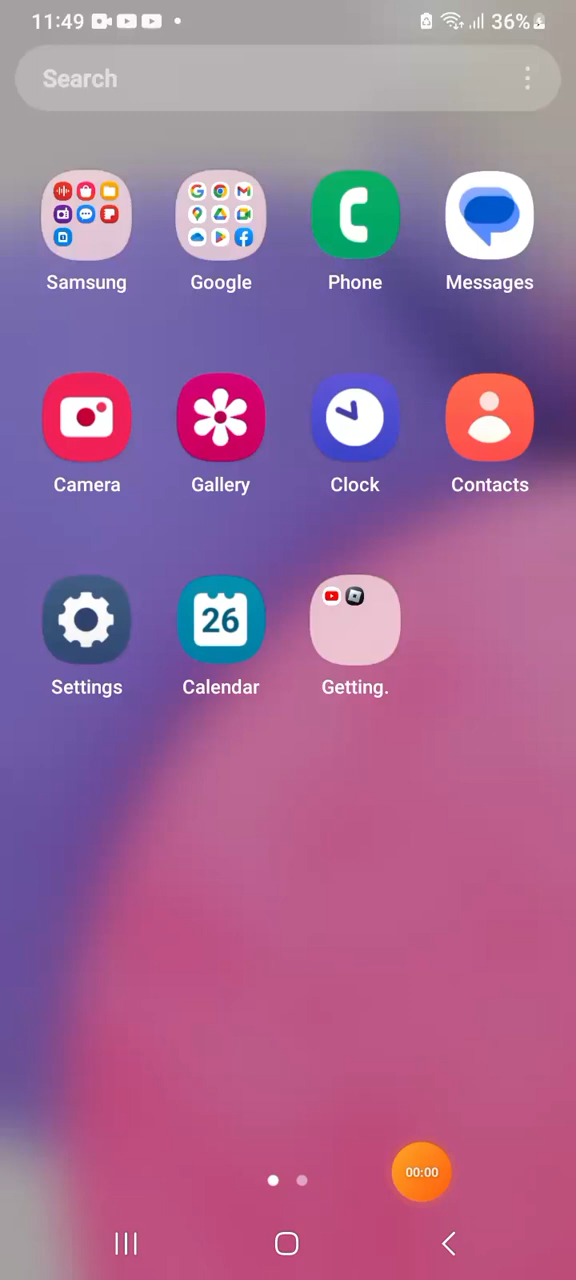 11:49 36%
Search
Samsung Google Phone Messages
Camera Gallery Clock Contacts
26
Settings Calendar Getting.
00:00